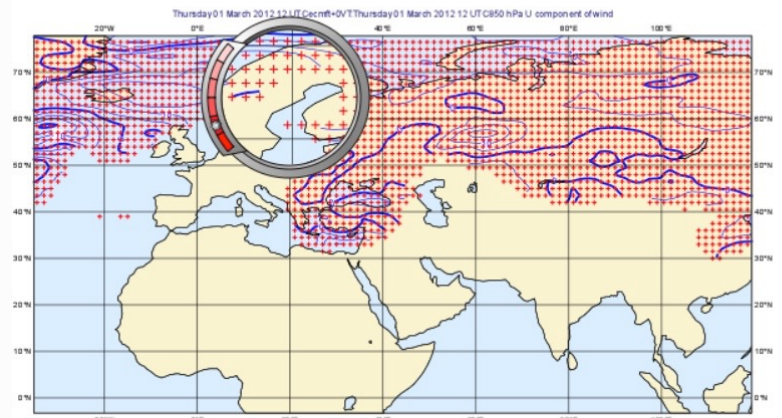 Thursday 01 March 2012 12 UTC ecmf t+0 VT:Thursday 01 March 2012 12 UTC 850 hPa U component of wind
20°W 0°E 40°E 60°E 80°E 100°E
70°N 70°N
60°N 60°N
50°N 50°N
40°N 40°N
30°N 30°N
20°N 20°N
10°N 10°N
0°N 0°N